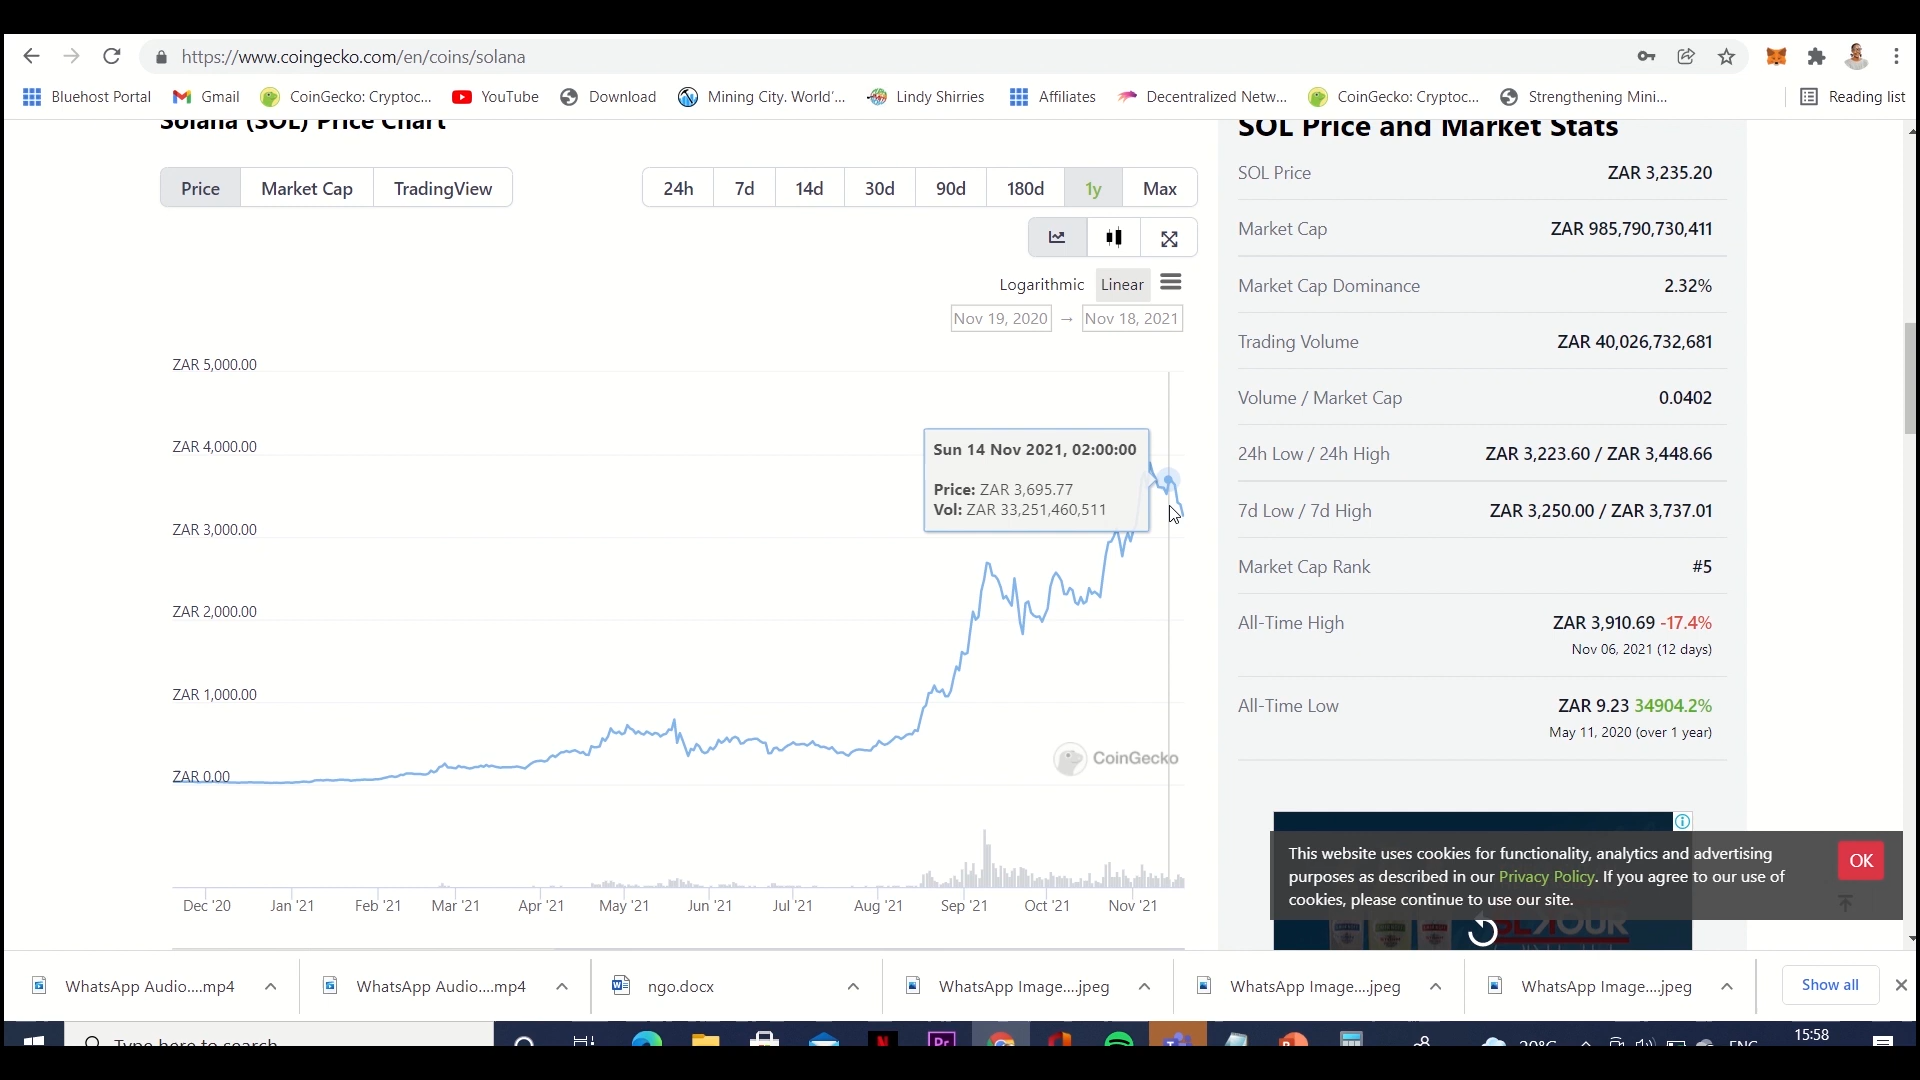 https://www.coingecko.com/en/coins/solana
Bluehost Portal
Gmail
CoinGecko: Cryptoc...
YouTube
Download
Mining City. World'...
Lindy Shirries
Affiliates
Decentralized Netw...
CoinGecko: Cryptoc...
Strengthening Mini...
Reading list
Solana (SOL) Price Chart
Price
Market Cap
TradingView
24h
7d
14d
30d
90d
180d
1y
Max
Logarithmic
Linear
Nov 19, 2020 → Nov 18, 2021
ZAR 5,000.00
ZAR 4,000.00
ZAR 3,000.00
ZAR 2,000.00
ZAR 1,000.00
ZAR 0.00
Sun 14 Nov 2021, 02:00:00
Price: ZAR 3,695.77
Vol: ZAR 33,251,460,511
CoinGecko
Dec '20
Jan '21
Feb '21
Mar '21
Apr '21
May '21
Jun '21
Jul '21
Aug '21
Sep '21
Oct '21
Nov '21
SOL Price and Market Stats
SOL Price ZAR 3,235.20
Market Cap ZAR 985,790,730,411
Market Cap Dominance 2.32%
Trading Volume ZAR 40,026,732,681
Volume / Market Cap 0.0402
24h Low / 24h High ZAR 3,223.60 / ZAR 3,448.66
7d Low / 7d High ZAR 3,250.00 / ZAR 3,737.01
Market Cap Rank #5
All-Time High ZAR 3,910.69 -17.4%
Nov 06, 2021 (12 days)
All-Time Low ZAR 9.23 34904.2%
May 11, 2020 (over 1 year)
This website uses cookies for functionality, analytics and advertising
purposes as described in our Privacy Policy. If you agree to our use of
cookies, please continue to use our site.
OK
WhatsApp Audio....mp4
WhatsApp Audio....mp4
ngo.docx
WhatsApp Image....jpeg
WhatsApp Image....jpeg
WhatsApp Image....jpeg
Show all
Type here to search
Pr
20°C
ENG
15:58